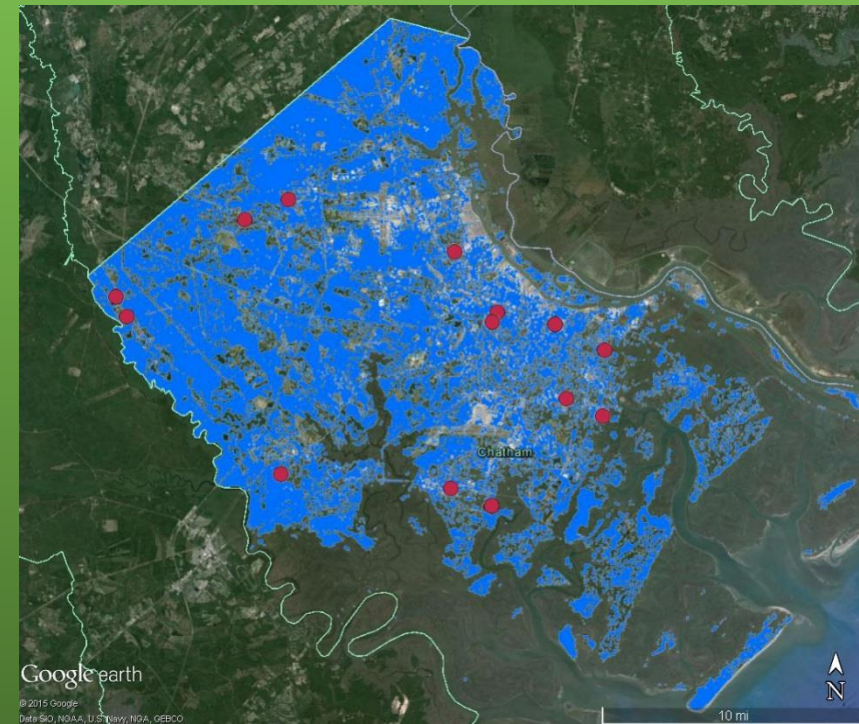 Chatham
Google earth
© 2015 Google
Data SIO, NOAA, U.S. Navy, NGA, GEBCO
10 mi
N